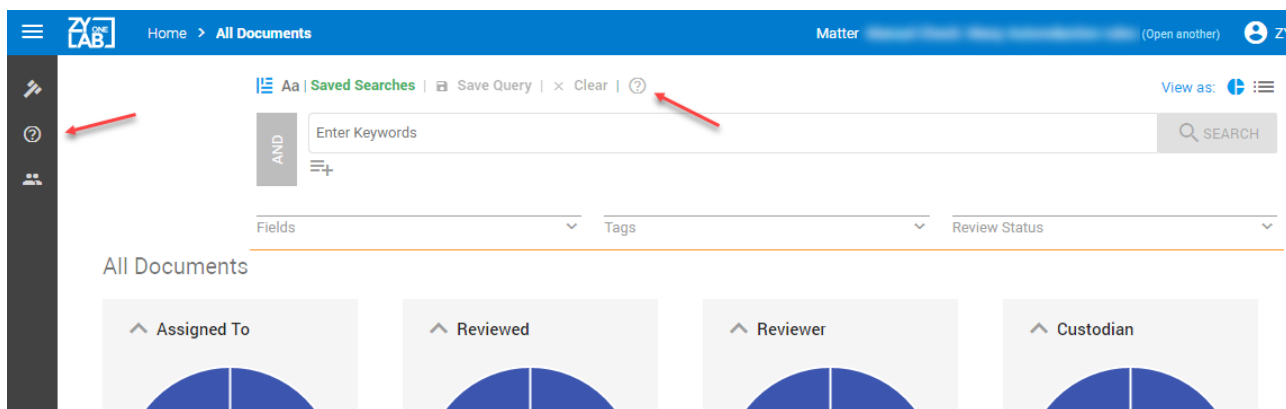 ZY ONE LAB Home > All Documents Matter (Open another) ZY
Aa | Saved Searches | Save Query | × Clear | ?
View as:
AND Enter Keywords SEARCH
Fields Tags Review Status
All Documents
Assigned To Reviewed Reviewer Custodian